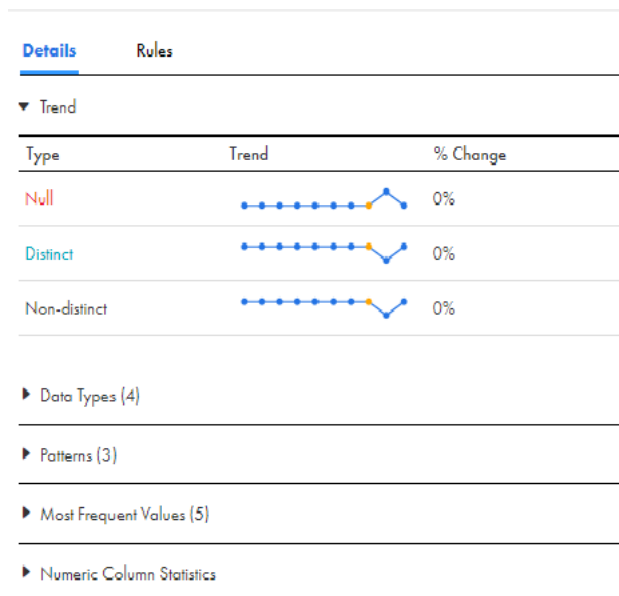 Details Rules
Trend
Type Trend % Change
Null 0%
Distinct 0%
Non-distinct 0%
Data Types (4)
Patterns (3)
Most Frequent Values (5)
Numeric Column Statistics